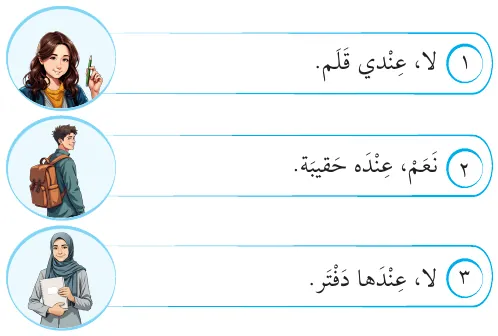 ١ لا، عِنْدي قَلَم.
٢ نَعَمْ، عِنْدَه حَقيبَة.
٣ لا، عِنْدَها دَفْتَر.